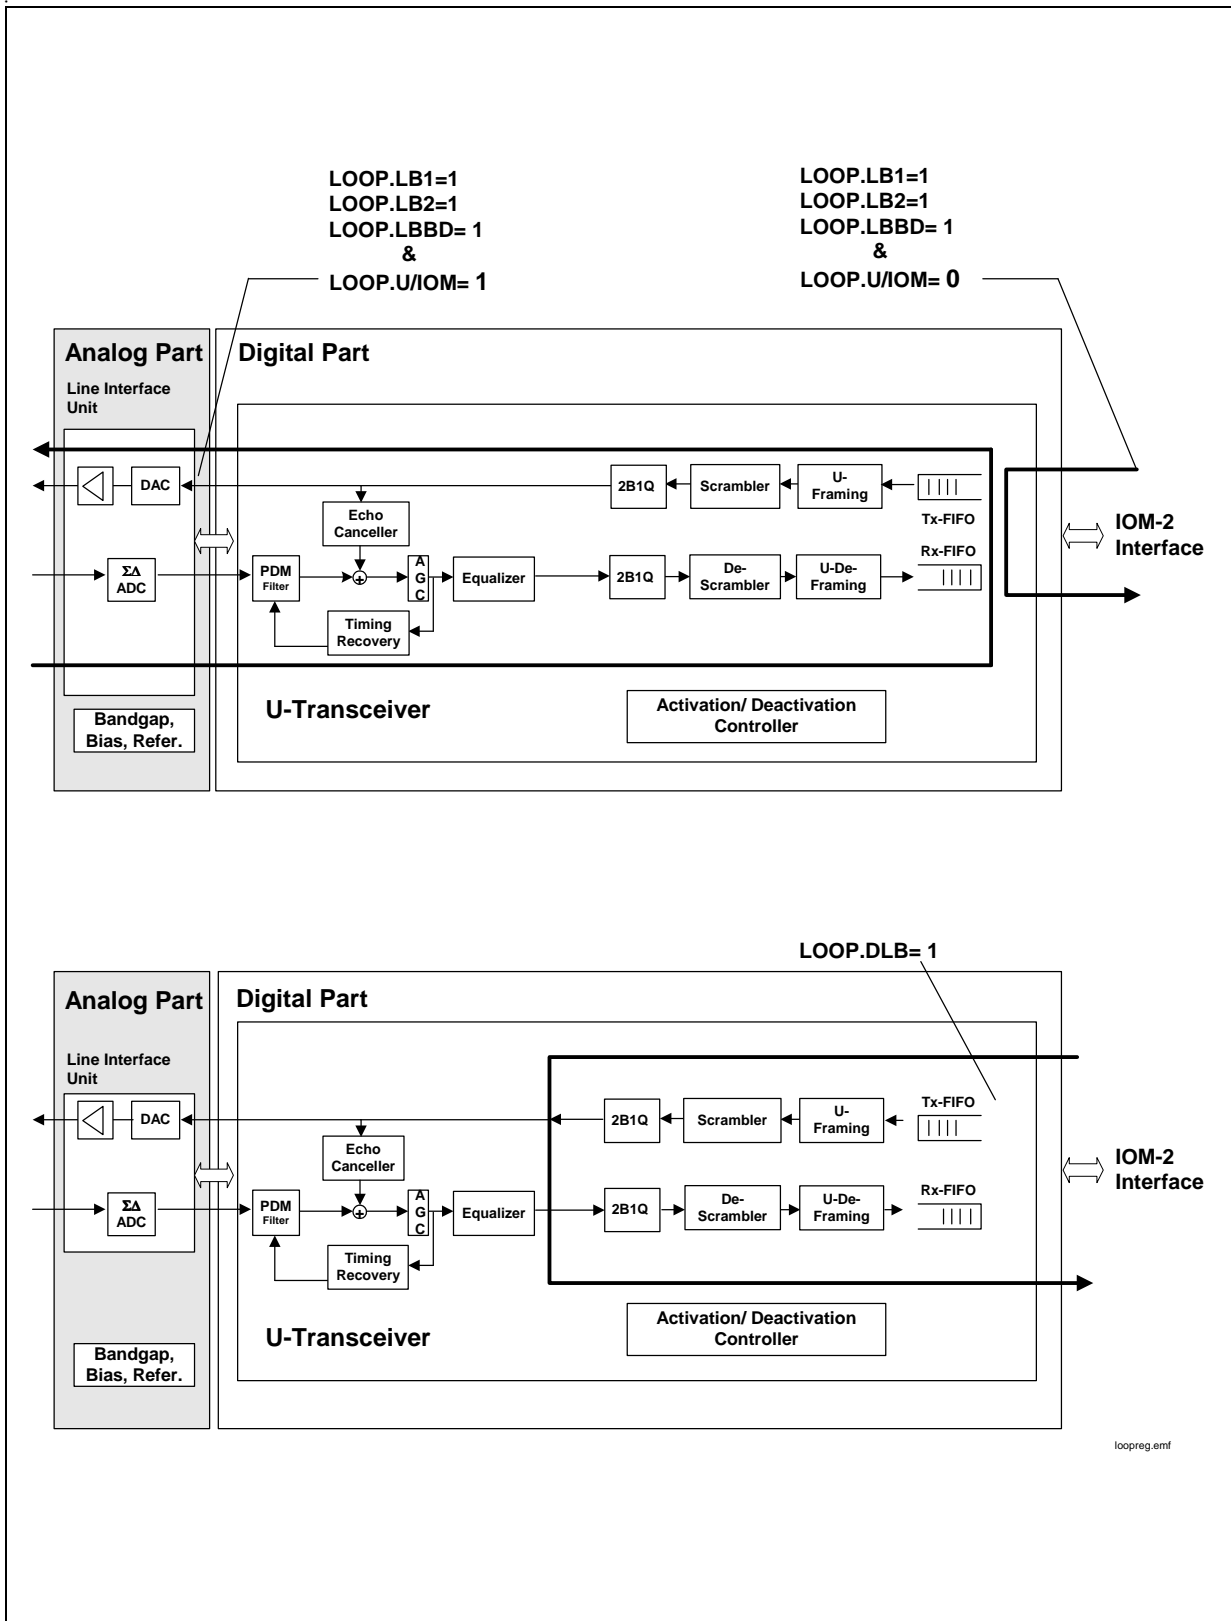 LOOP.LB1=1
LOOP.LB2=1
LOOP.LBBD= 1
&
LOOP.U/IOM= 1
LOOP.LB1=1
LOOP.LB2=1
LOOP.LBBD= 1
&
LOOP.U/IOM= 0
Analog Part
Digital Part
Line Interface
Unit
DAC
2B1Q
Scrambler
U-
Framing
Tx-FIFO
Echo
Canceller
IOM-2
Interface
Rx-FIFO
ΣΔ
ADC
PDM
Filter
+
A
G
C
Equalizer
2B1Q
De-
Scrambler
U-De-
Framing
Timing
Recovery
U-Transceiver
Activation/ Deactivation
Controller
Bandgap,
Bias, Refer.
LOOP.DLB= 1
Analog Part
Digital Part
Line Interface
Unit
DAC
2B1Q
Scrambler
U-
Framing
Tx-FIFO
Echo
Canceller
IOM-2
Interface
Rx-FIFO
ΣΔ
ADC
PDM
Filter
+
A
G
C
Equalizer
2B1Q
De-
Scrambler
U-De-
Framing
Timing
Recovery
U-Transceiver
Activation/ Deactivation
Controller
Bandgap,
Bias, Refer.
loopreg.emf